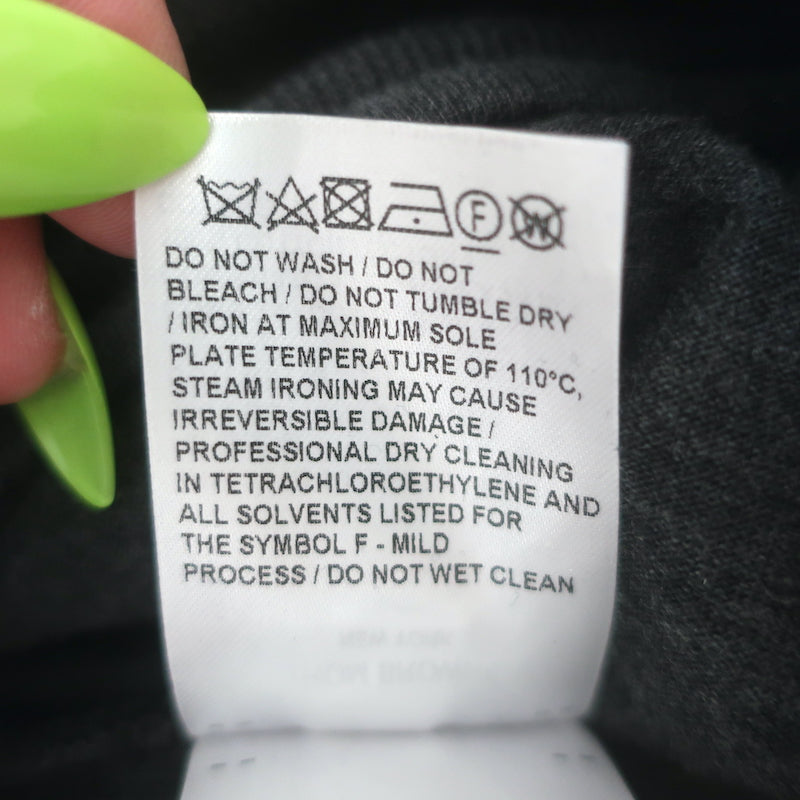 F W
DO NOT WASH / DO NOT
BLEACH / DO NOT TUMBLE DRY
/ IRON AT MAXIMUM SOLE
PLATE TEMPERATURE OF 110°C,
STEAM IRONING MAY CAUSE
IRREVERSIBLE DAMAGE /
PROFESSIONAL DRY CLEANING
IN TETRACHLOROETHYLENE AND
ALL SOLVENTS LISTED FOR
THE SYMBOL F - MILD
PROCESS / DO NOT WET CLEAN